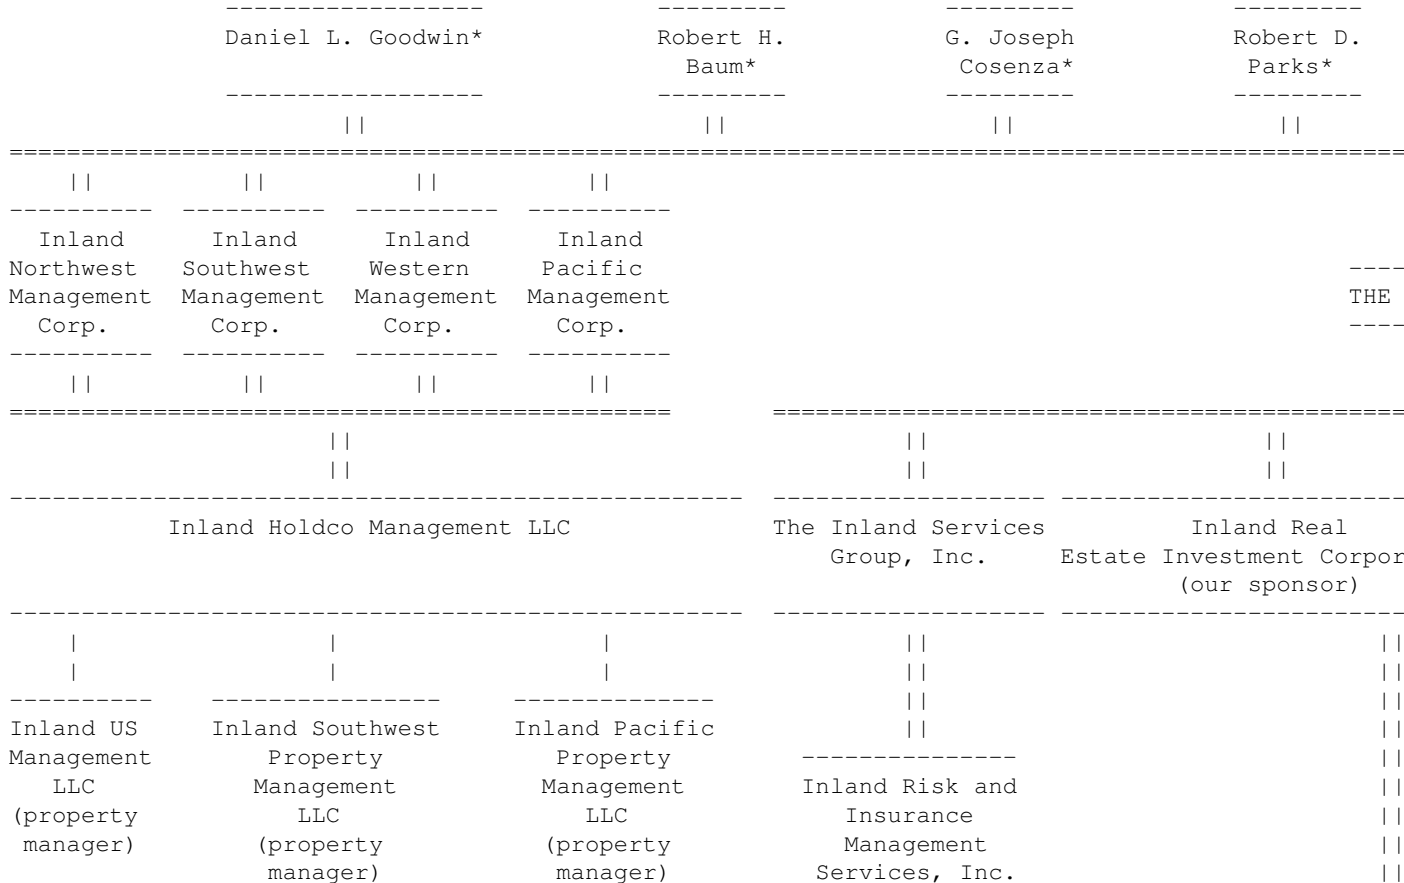 Daniel L. Goodwin* Robert H. G. Joseph Robert D.
Baum* Cosenza* Parks*
Inland Inland Inland Inland
Northwest Southwest Western Pacific
Management Management Management Management THE
Corp. Corp. Corp. Corp.
Inland Holdco Management LLC The Inland Services Inland Real
Group, Inc. Estate Investment Corpor
(our sponsor)
Inland US Inland Southwest Inland Pacific
Management Property Property
LLC Management Management Inland Risk and
(property LLC LLC Insurance
manager) (property (property Management
manager) manager) Services, Inc.